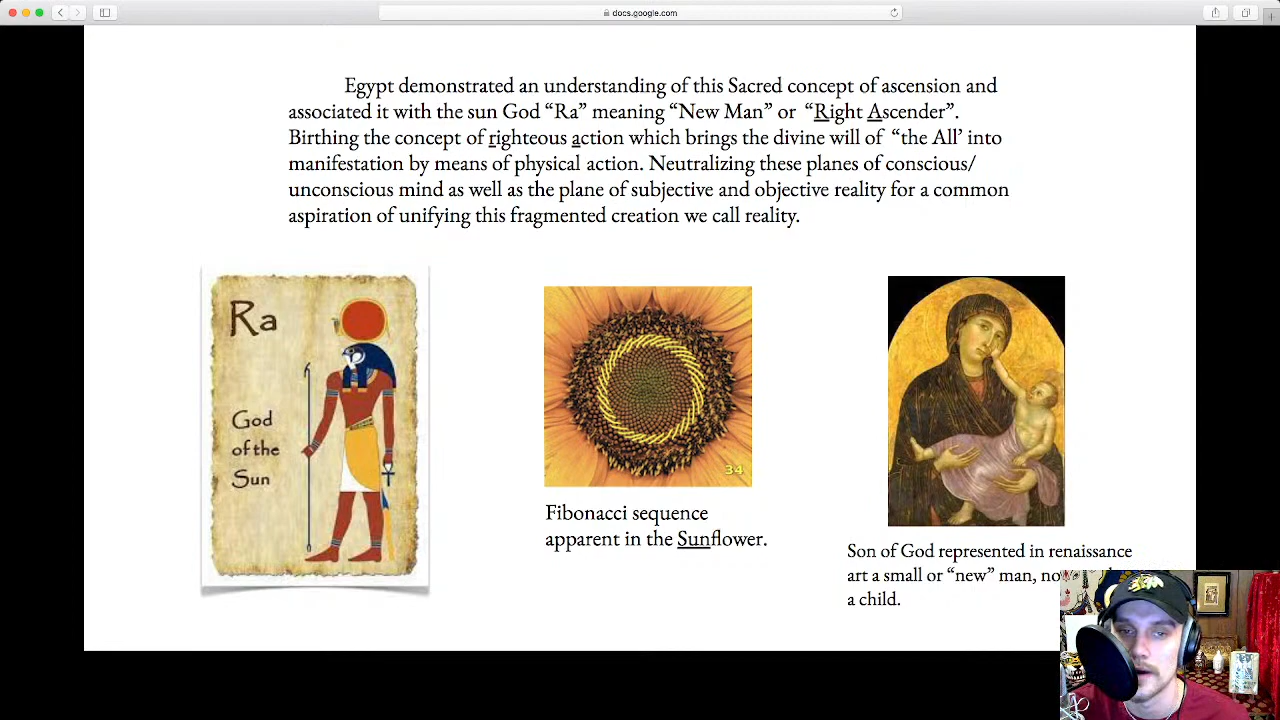 docs.google.com
Egypt demonstrated an understanding of this Sacred concept of ascension and
associated it with the sun God “Ra” meaning “New Man” or “Right Ascender”.
Birthing the concept of righteous action which brings the divine will of “the All’ into
manifestation by means of physical action. Neutralizing these planes of conscious/
unconscious mind as well as the plane of subjective and objective reality for a common
aspiration of unifying this fragmented creation we call reality.
Ra
God
of the
Sun
34
Fibonacci sequence
apparent in the Sunflower.
Son of God represented in renaissance
art a small or “new” man,
a child.